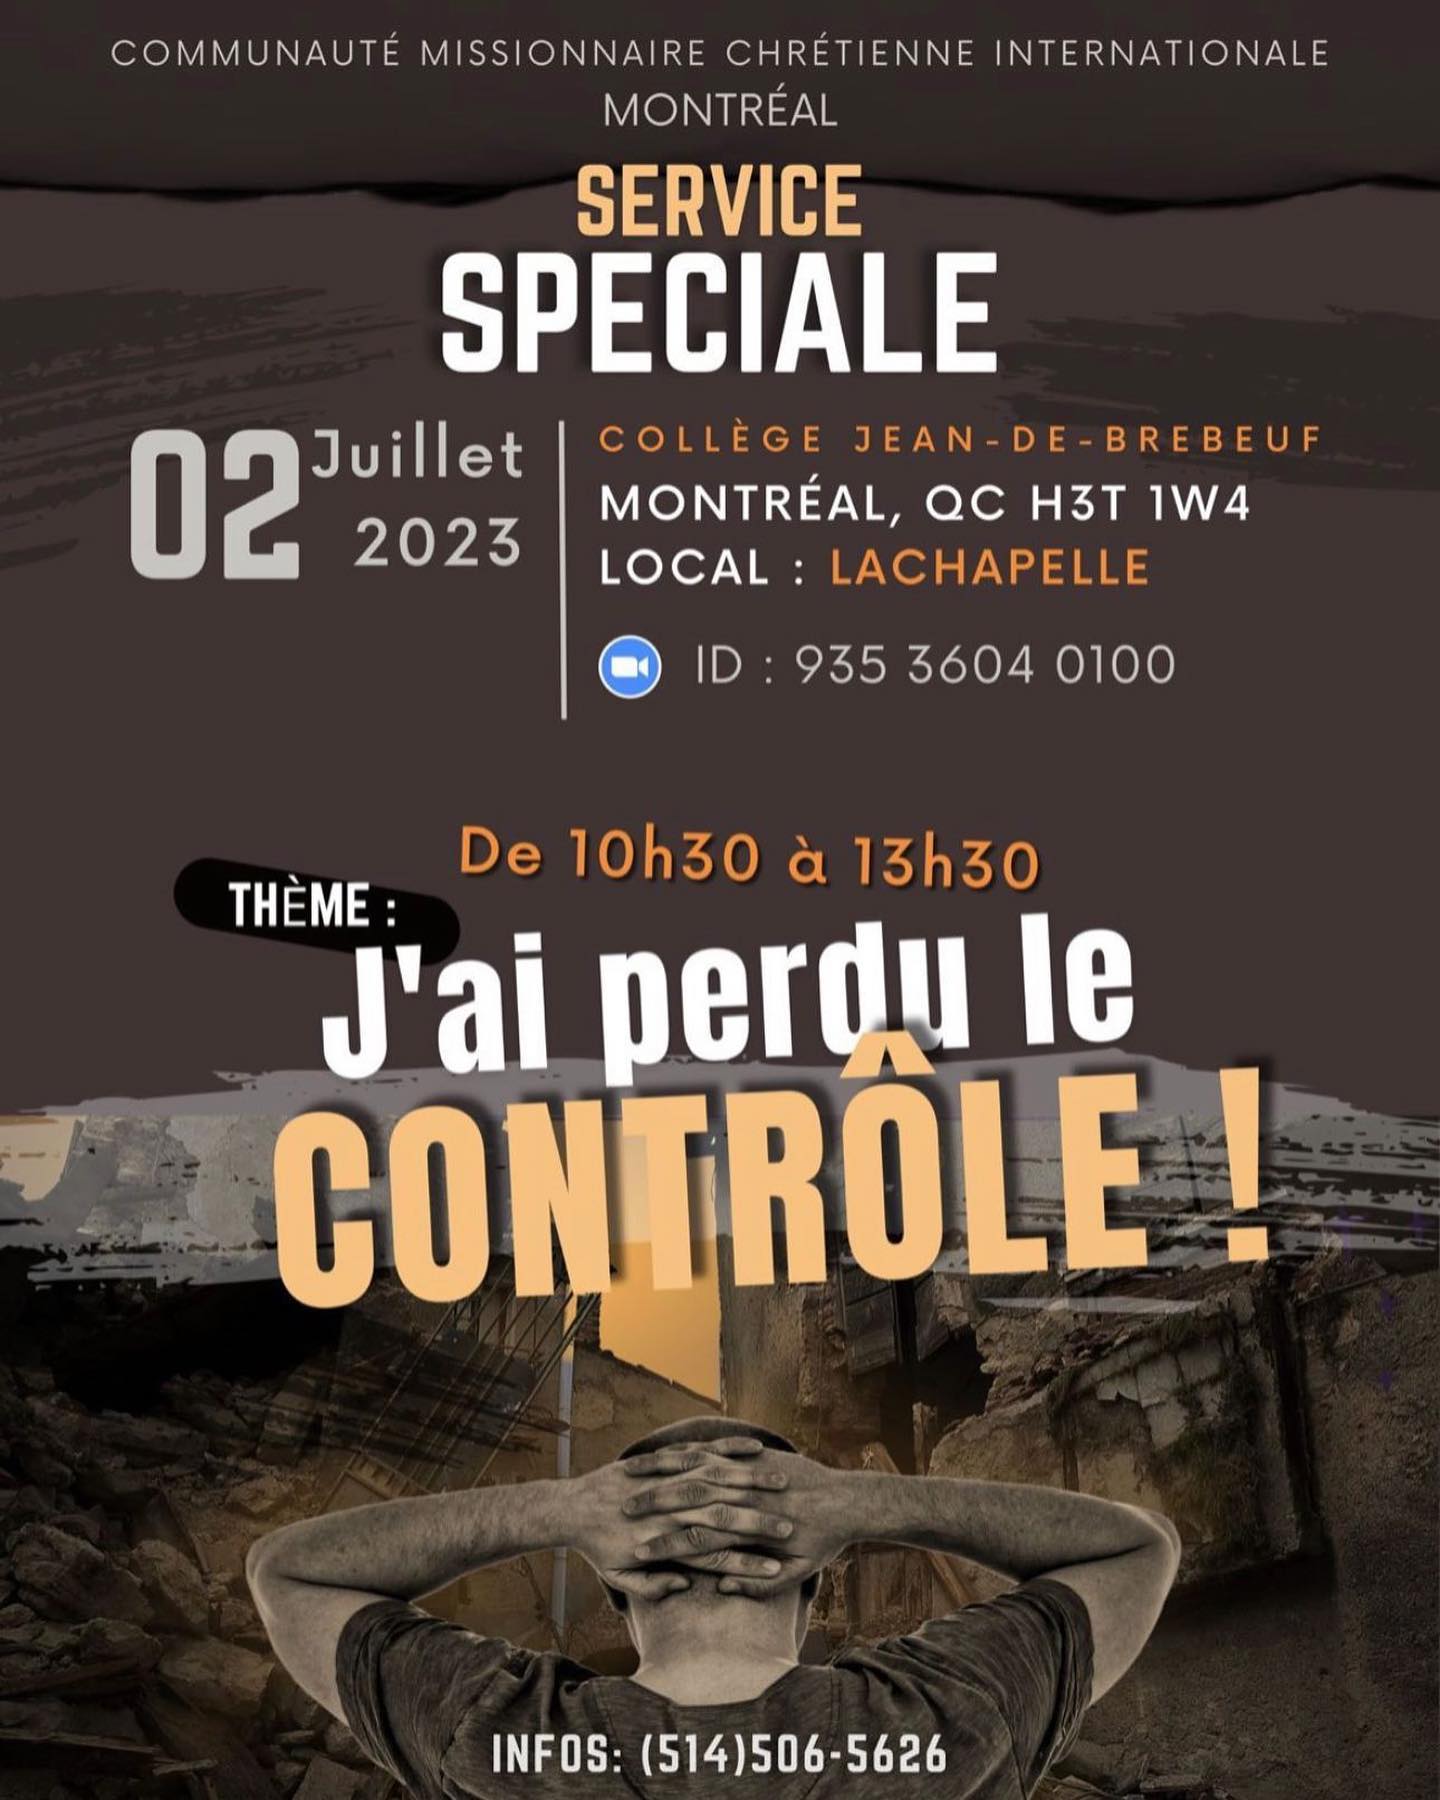 COMMUNAUTÉ MISSIONNAIRE CHRÉTIENNE INTERNATIONALE
MONTRÉAL
SERVICE
SPECIALE
02 Juillet
2023
COLLÈGE JEAN-DE-BREBEUF
MONTRÉAL, QC H3T 1W4
LOCAL : LACHAPELLE
ID : 935 3604 0100
De 10h30 à 13h30
THÈME :
J'ai perdu le
CONTRÔLE !
INFOS: (514)506-5626